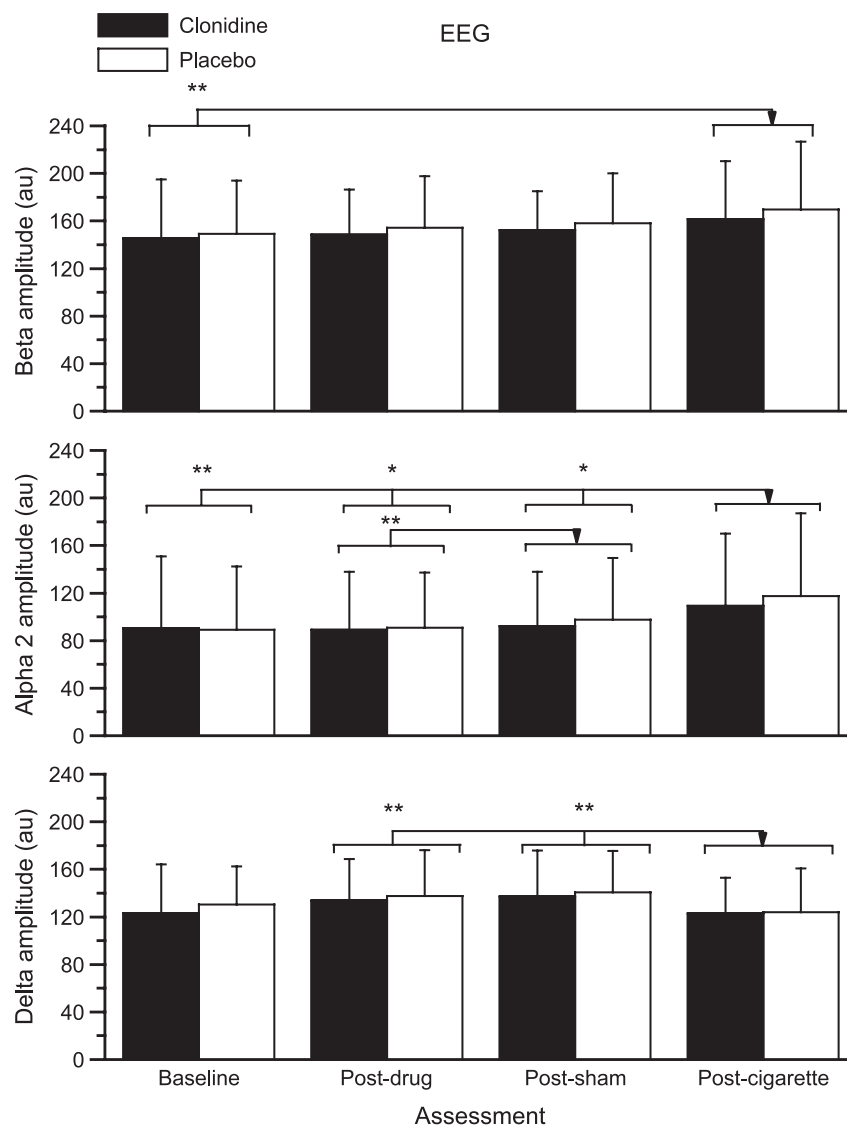 Clonidine
Placebo
EEG
**
240
200
160
120
80
40
0
Beta amplitude (au)
** * *
**
240
200
160
120
80
40
0
Alpha 2 amplitude (au)
** **
240
200
160
120
80
40
0
Delta amplitude (au)
Baseline Post-drug Post-sham Post-cigarette
Assessment